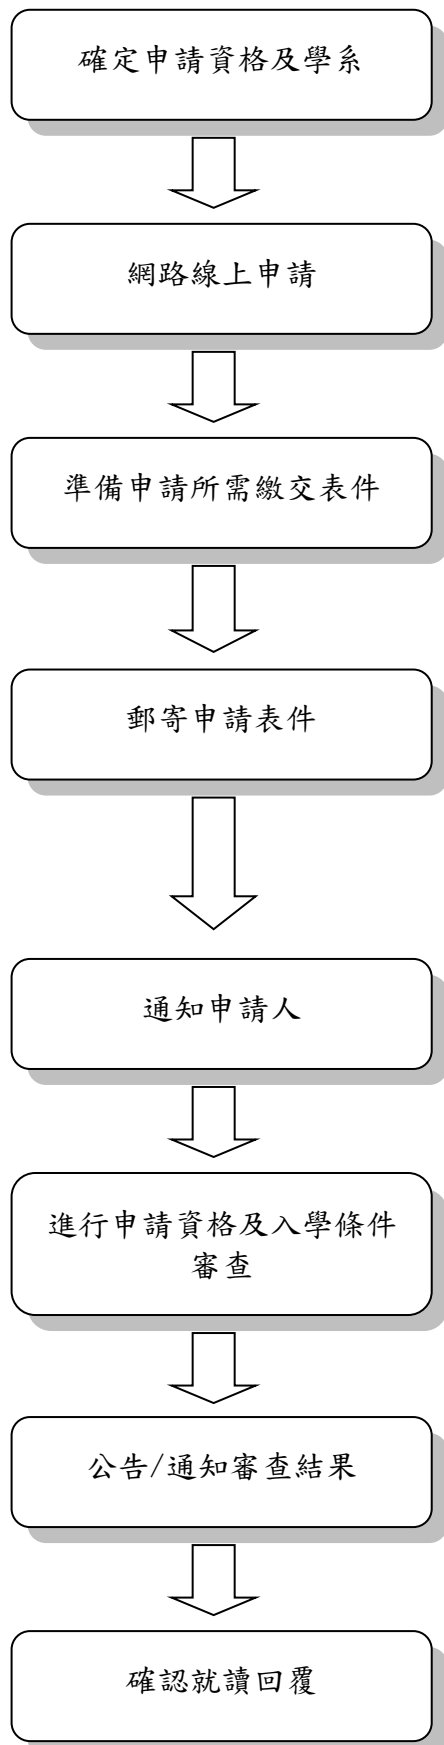 確定申請資格及學系
網路線上申請
準備申請所需繳交表件
郵寄申請表件
通知申請人
進行申請資格及入學條件
審查
公告/通知審查結果
確認就讀回覆